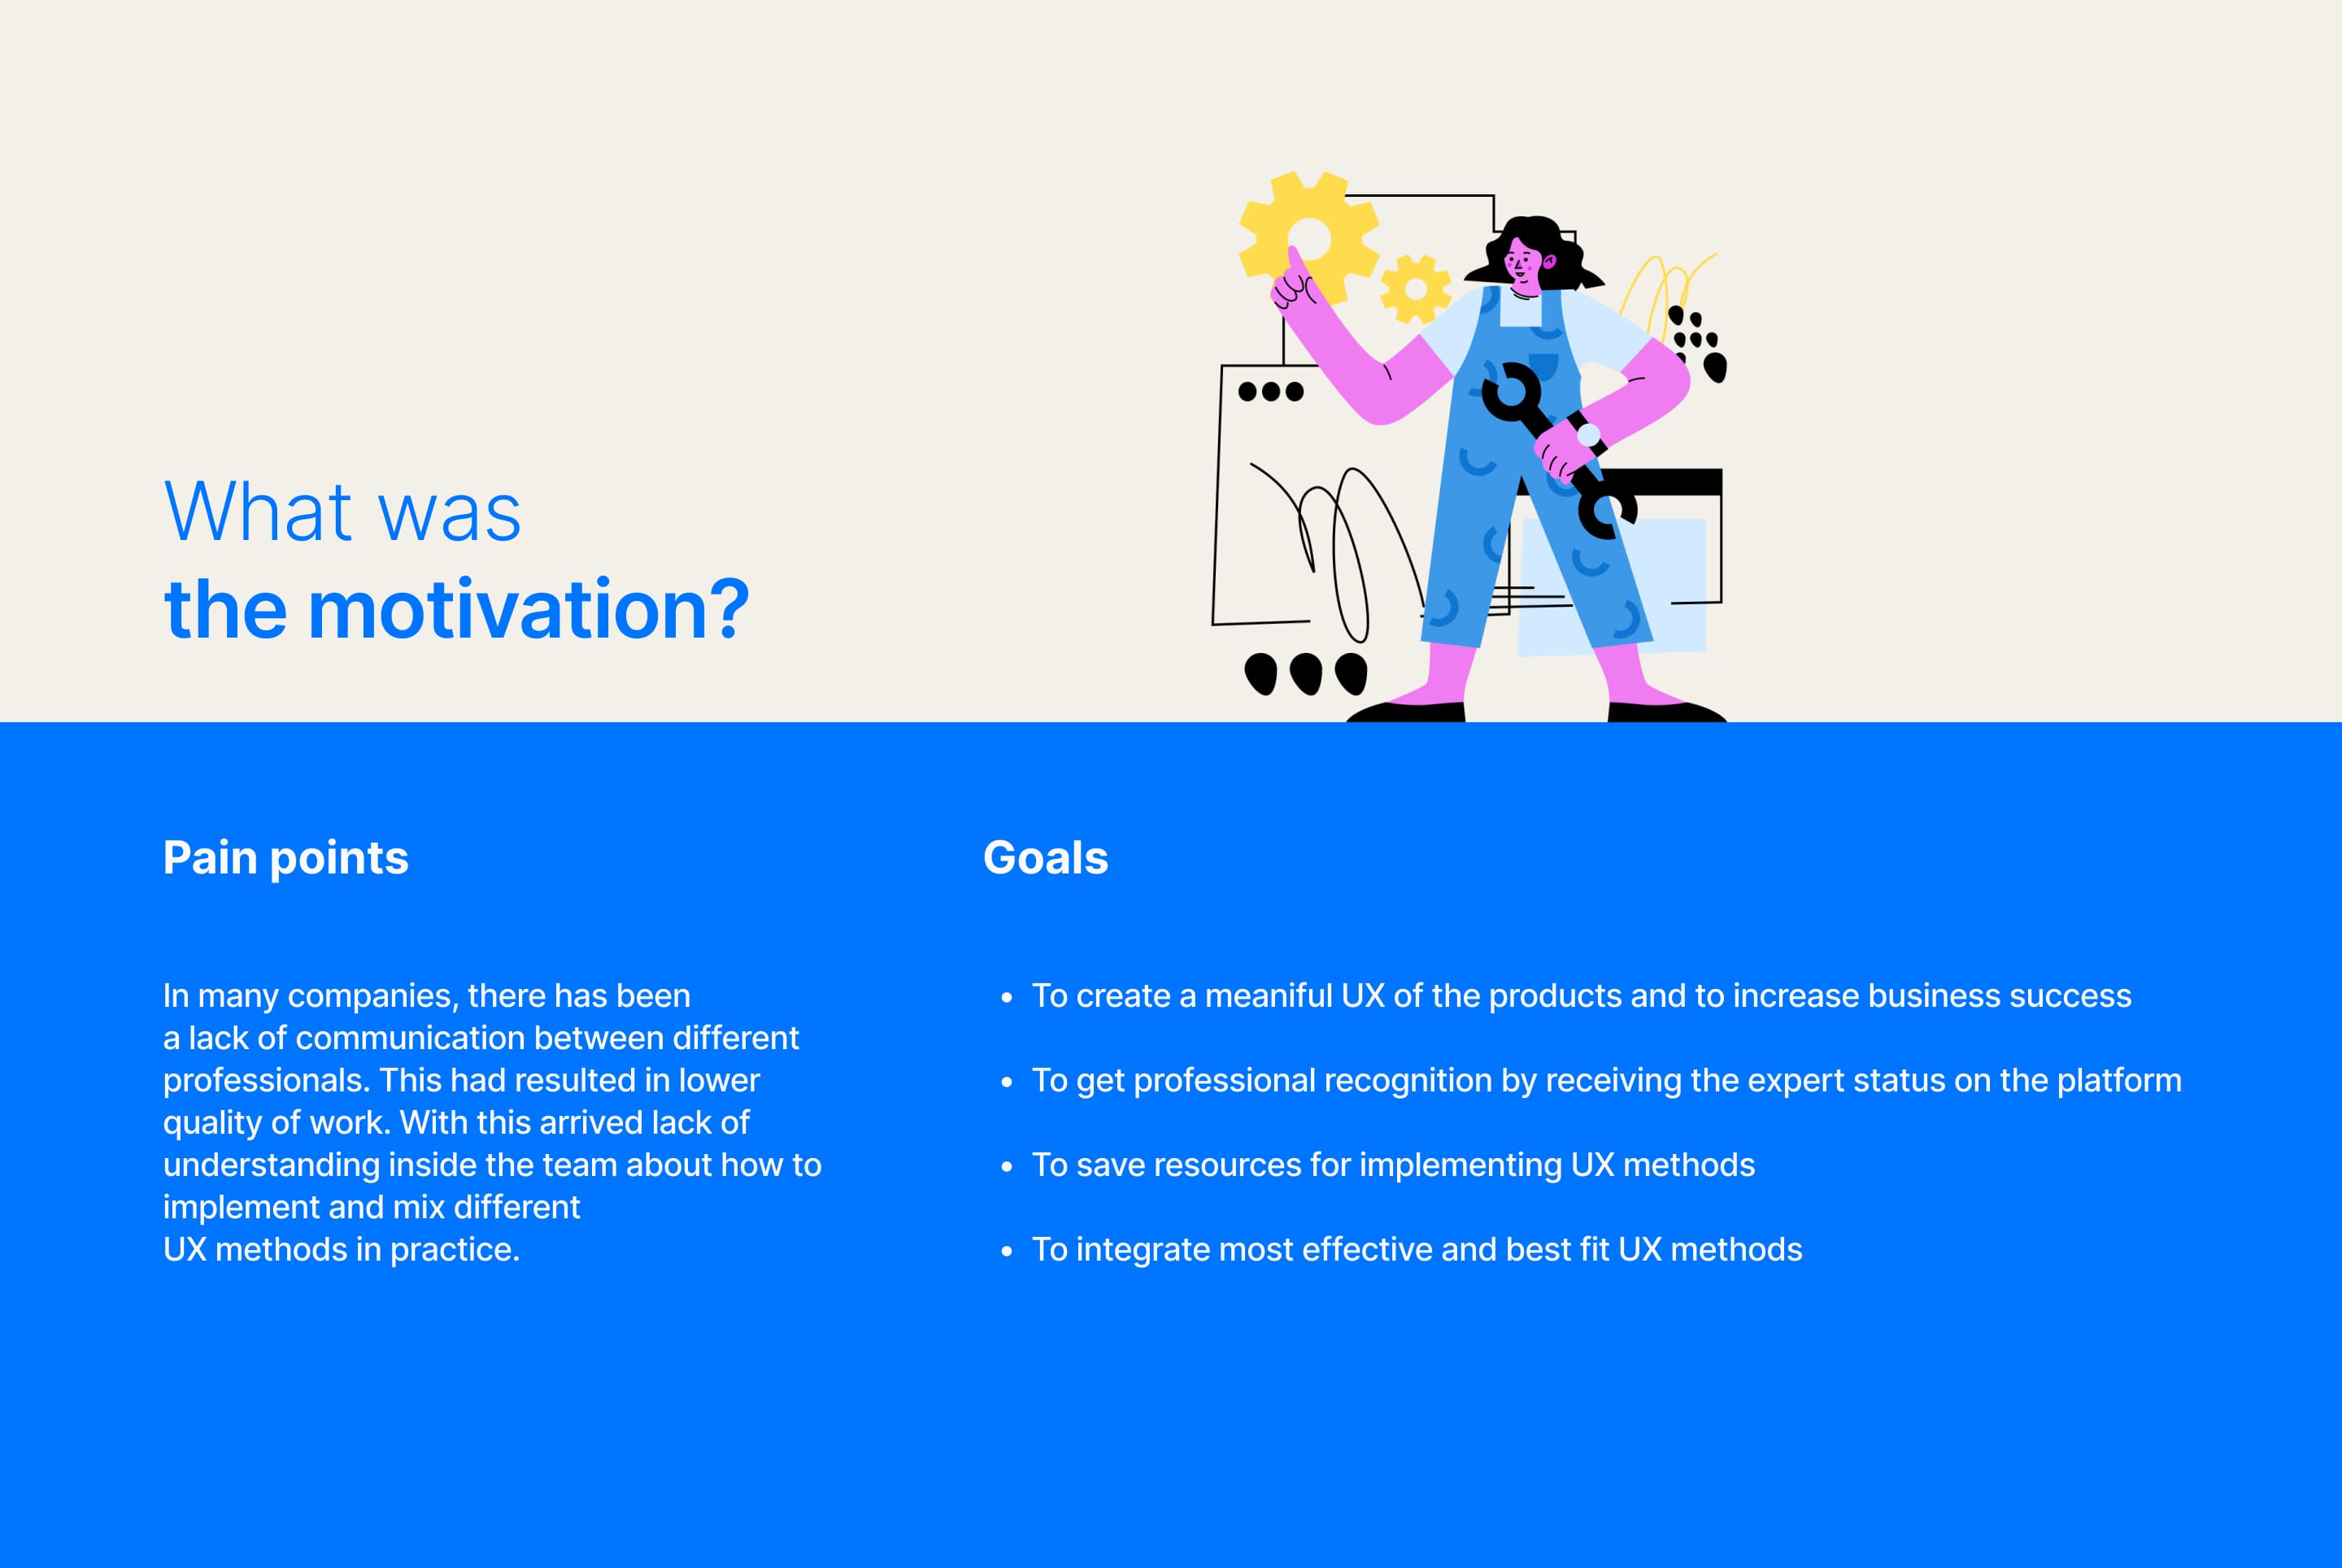 What was
the motivation?
Pain points
In many companies, there has been
a lack of communication between different
professionals. This had resulted in lower
quality of work. With this arrived lack of
understanding inside the team about how to
implement and mix different
UX methods in practice.
Goals
• To create a meaniful UX of the products and to increase business success
• To get professional recognition by receiving the expert status on the platform
• To save resources for implementing UX methods
• To integrate most effective and best fit UX methods